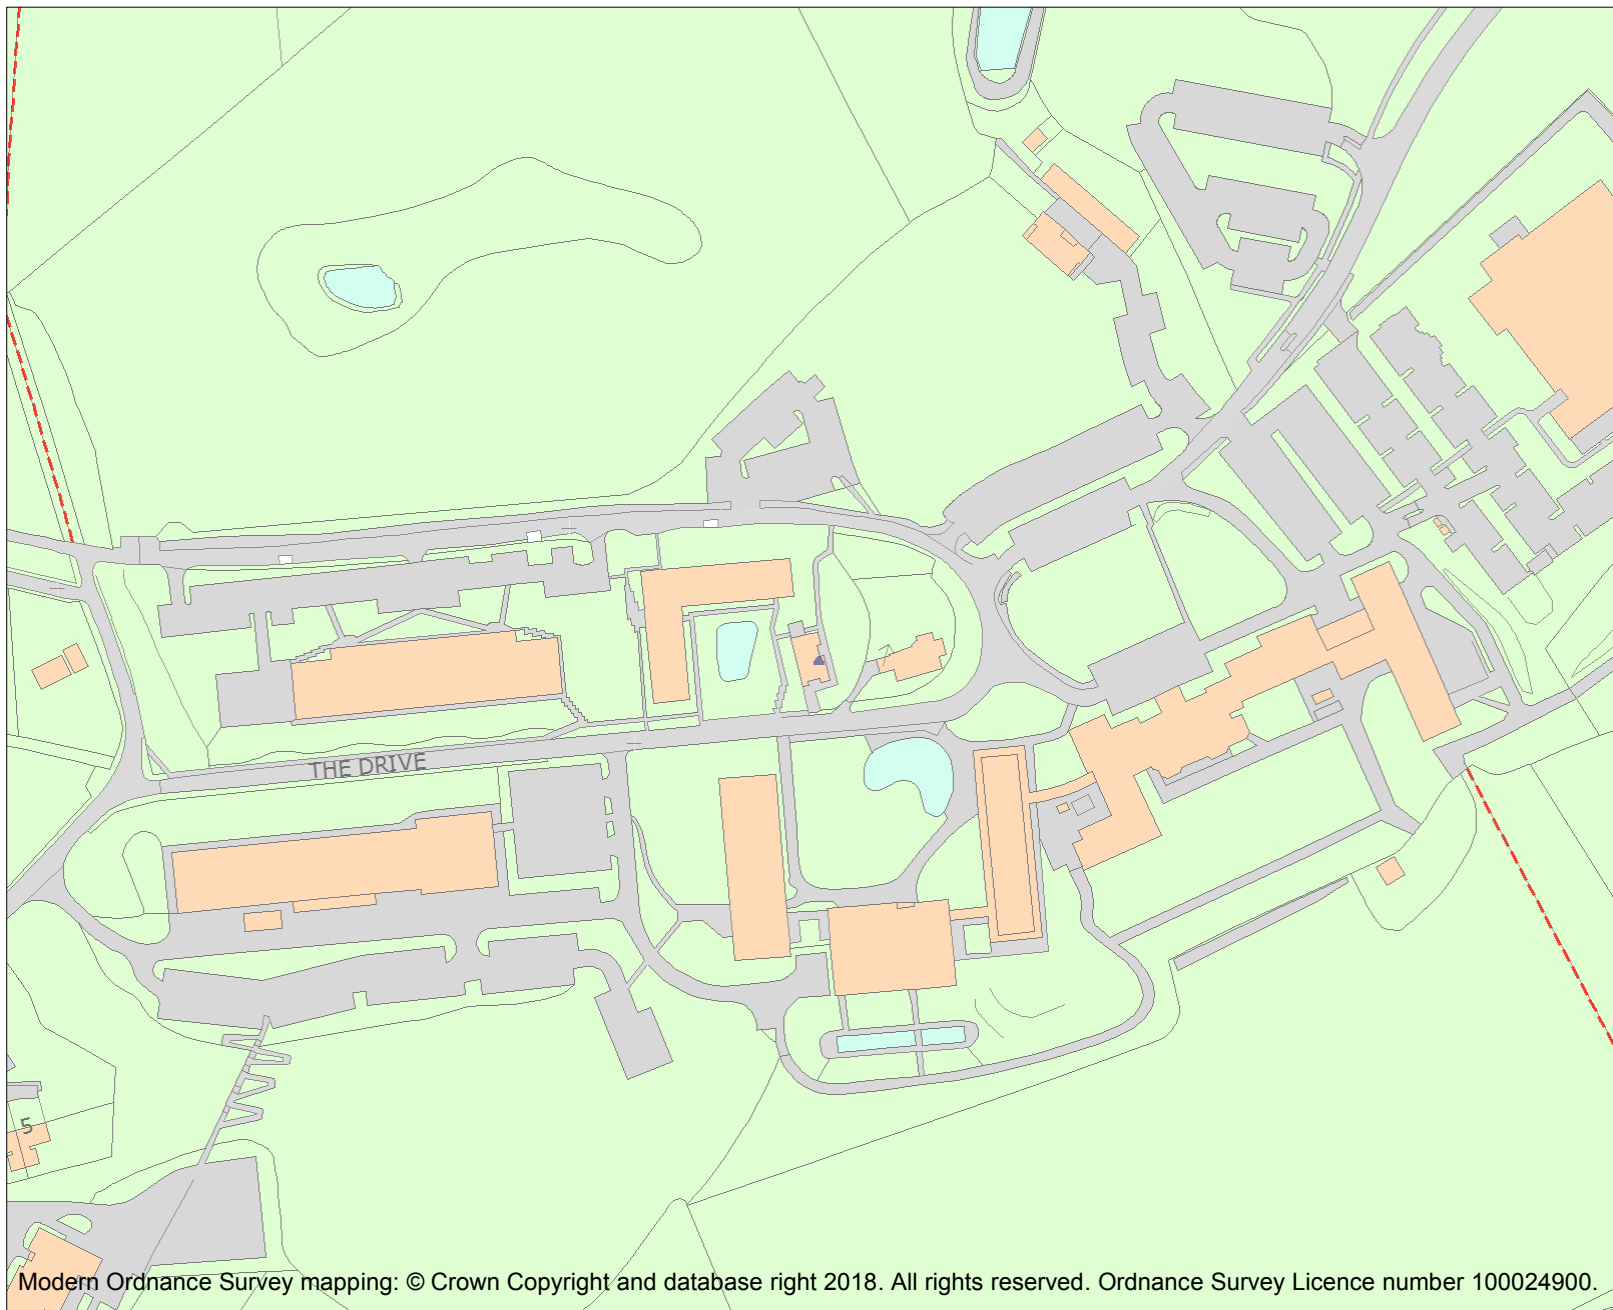 THE DRIVE
5
Modern Ordnance Survey mapping: © Crown Copyright and database right 2018. All rights reserved. Ordnance Survey Licence number 100024900.